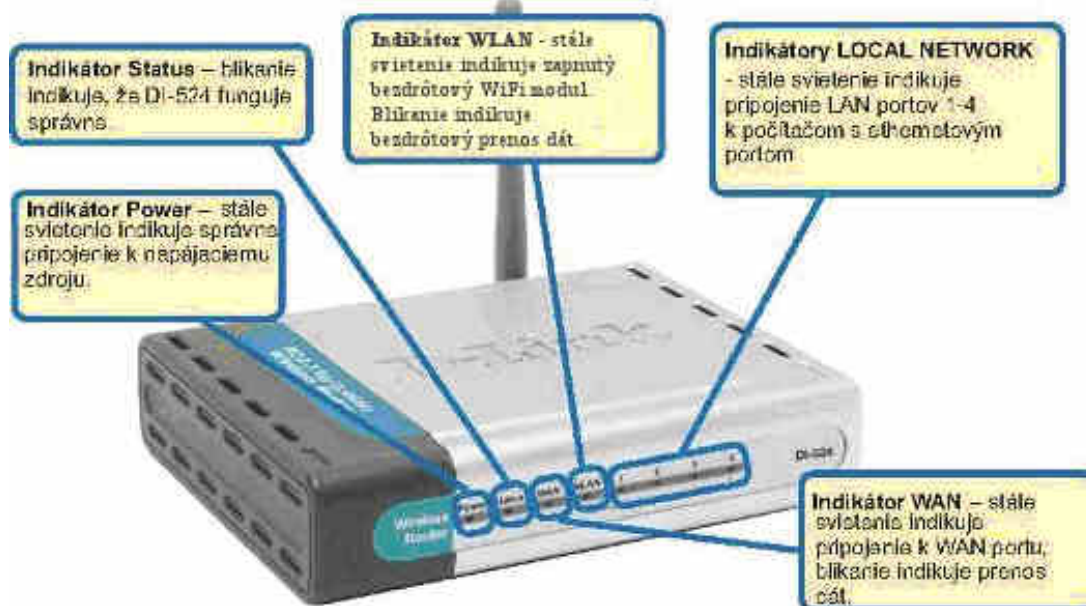 Indikátor Status – blikanie
indikuje, že DI-524 funguje
správne
Indikátor WLAN - stále
svietenie indikuje zapnutý
bezdrôtový WiFi modul.
Blikanie indikuje
bezdrôtový prenos dát.
Indikátory LOCAL NETWORK
- stále svietenie indikuje
pripojenie LAN portov 1-4
k počítačom s ethernetovým
portom
Indikátor Power – stále
svietenie indikuje správne
pripojenie k napájaciemu
zdroju.
D-Link
DI-524
Wireless
Router
WLAN
Indikátor WAN – stále
svietenie indikuje
pripojenie k WAN portu,
blikanie indikuje prenos
dát.